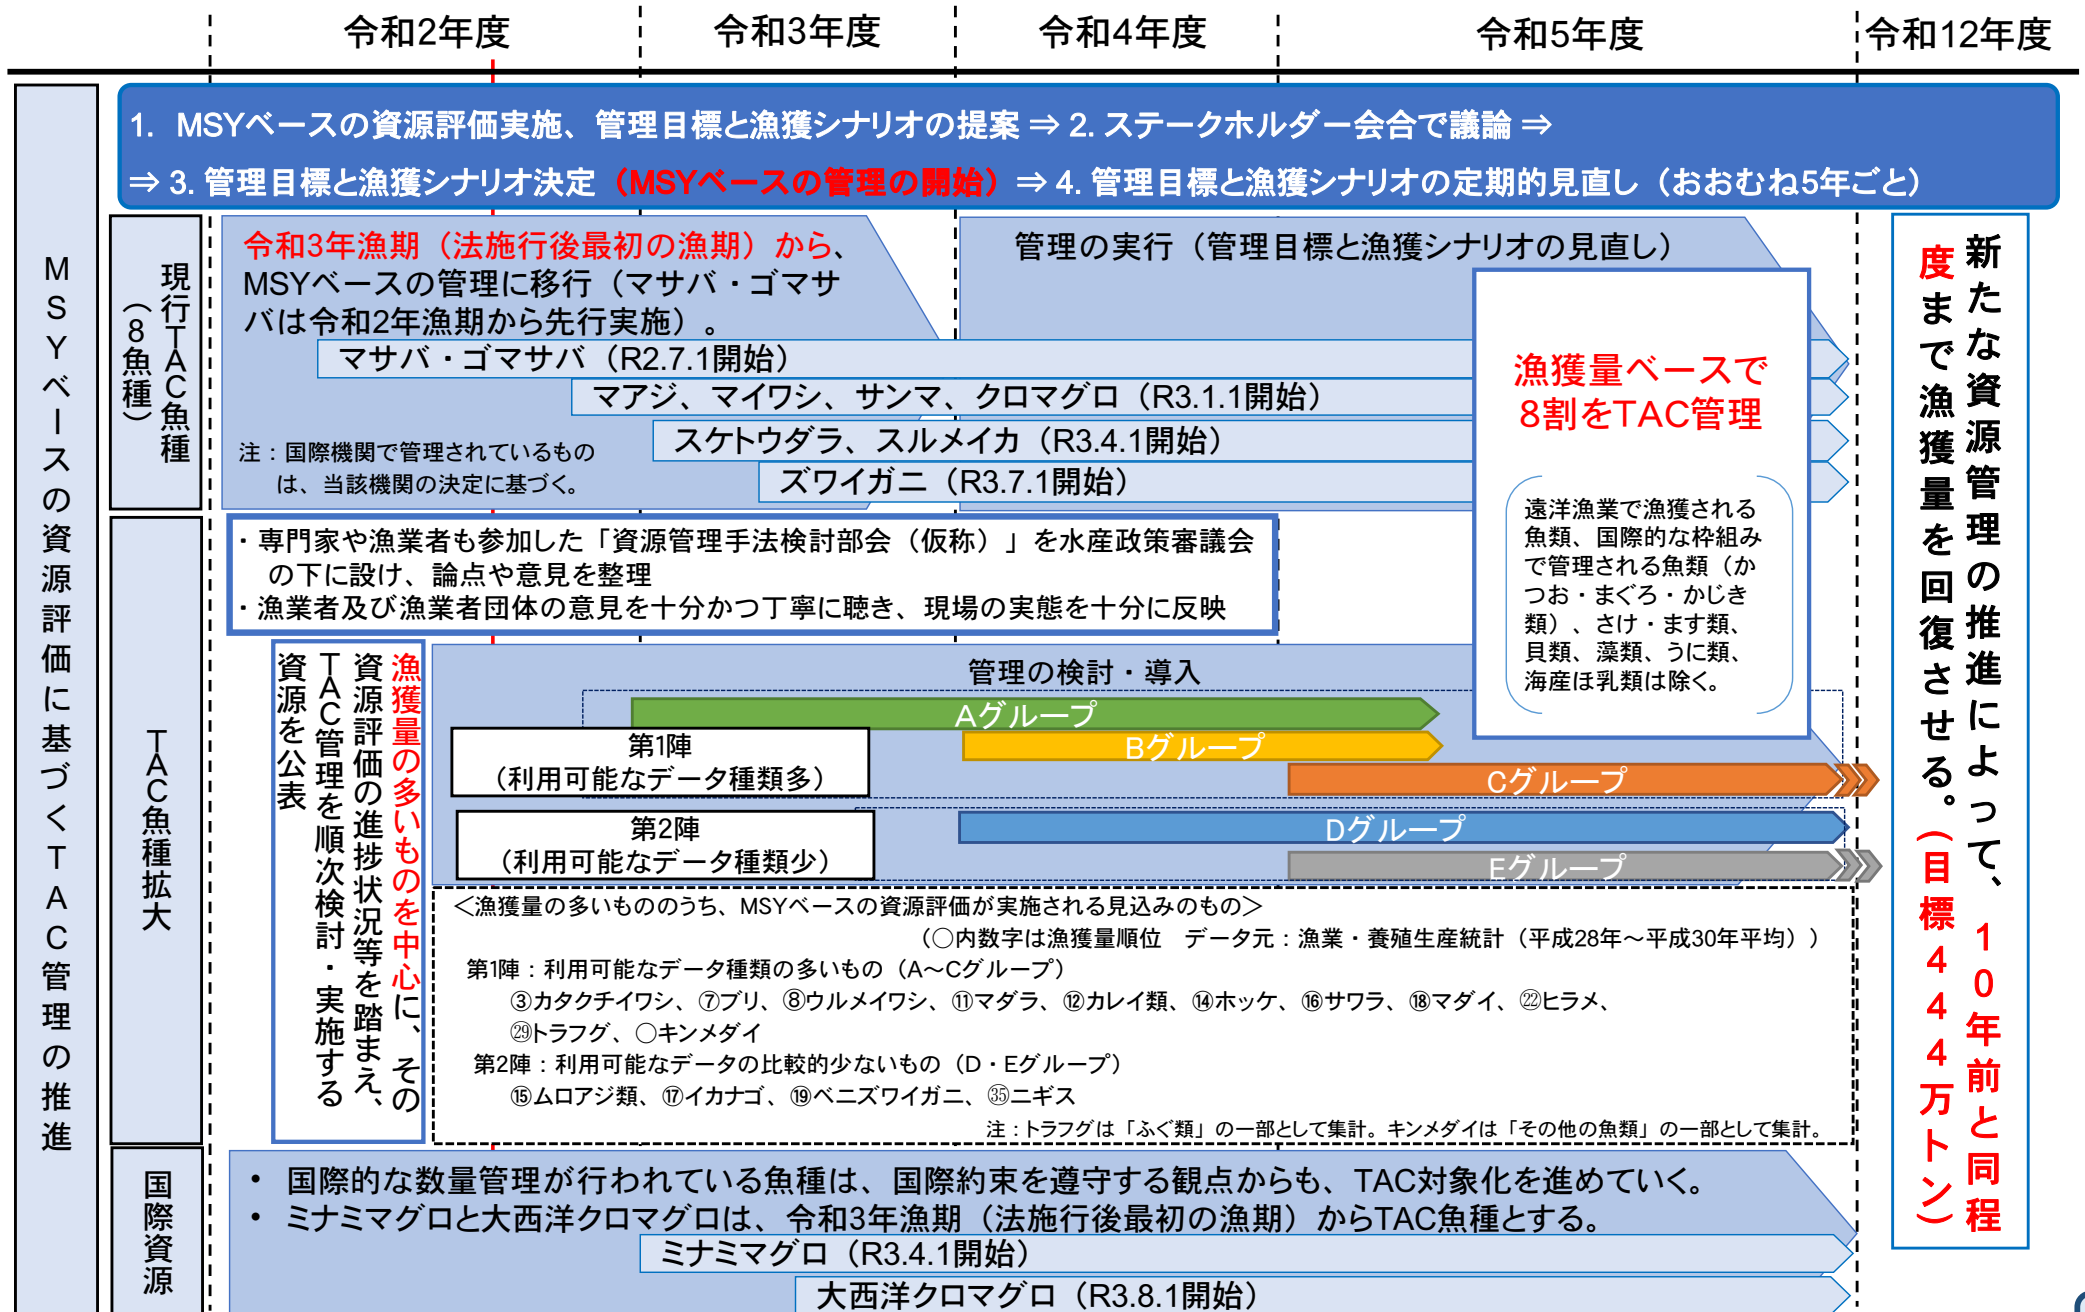 令和2年度
令和3年度
令和4年度
令和5年度
令和12年度
1. MSYベースの資源評価実施、管理目標と漁獲シナリオの提案 ⇒ 2. ステークホルダー会合で議論 ⇒
⇒ 3. 管理目標と漁獲シナリオ決定（MSYベースの管理の開始）⇒ 4. 管理目標と漁獲シナリオの定期的見直し（おおむね5年ごと）
MSYベースの資源評価に基づくTAC管理の推進
現行TAC魚種
（8魚種）
令和3年漁期（法施行後最初の漁期）から、
MSYベースの管理に移行（マサバ・ゴマサ
バは令和2年漁期から先行実施）。
管理の実行（管理目標と漁獲シナリオの見直し）
マサバ・ゴマサバ（R2.7.1開始）
マアジ、マイワシ、サンマ、クロマグロ（R3.1.1開始）
スケトウダラ、スルメイカ（R3.4.1開始）
ズワイガニ（R3.7.1開始）
注：国際機関で管理されているもの
は、当該機関の決定に基づく。
漁獲量ベースで
8割をTAC管理
遠洋漁業で漁獲される
魚類、国際的な枠組み
で管理される魚類（か
つお・まぐろ・かじき
類）、さけ・ます類、
貝類、藻類、うに類、
海産ほ乳類は除く。
新たな資源管理の推進によって、10年前と同程
度まで漁獲量を回復させる。（目標444万トン）
TAC魚種拡大
・専門家や漁業者も参加した「資源管理手法検討部会（仮称）」を水産政策審議会
の下に設け、論点や意見を整理
・漁業者及び漁業者団体の意見を十分かつ丁寧に聴き、現場の実態を十分に反映
漁獲量の多いものを中心に、その
資源評価の進捗状況等を踏まえ、
TAC管理を順次検討・実施する
資源を公表
管理の検討・導入
Aグループ
第1陣
（利用可能なデータ種類多）
Bグループ
Cグループ
第2陣
（利用可能なデータ種類少）
Dグループ
Eグループ
＜漁獲量の多いもののうち、MSYベースの資源評価が実施される見込みのもの＞
（○内数字は漁獲量順位　データ元：漁業・養殖生産統計（平成28年～平成30年平均））
第1陣：利用可能なデータ種類の多いもの（A～Cグループ）
③カタクチイワシ、⑦ブリ、⑧ウルメイワシ、⑪マダラ、⑫カレイ類、⑭ホッケ、⑯サワラ、⑱マダイ、㉒ヒラメ、
㉙トラフグ、○キンメダイ
第2陣：利用可能なデータの比較的少ないもの（D・Eグループ）
⑮ムロアジ類、⑰イカナゴ、⑲ベニズワイガニ、㉟ニギス
注：トラフグは「ふぐ類」の一部として集計。キンメダイは「その他の魚類」の一部として集計。
国際資源
• 国際的な数量管理が行われている魚種は、国際約束を遵守する観点からも、TAC対象化を進めていく。
• ミナミマグロと大西洋クロマグロは、令和3年漁期（法施行後最初の漁期）からTAC魚種とする。
ミナミマグロ（R3.4.1開始）
大西洋クロマグロ（R3.8.1開始）